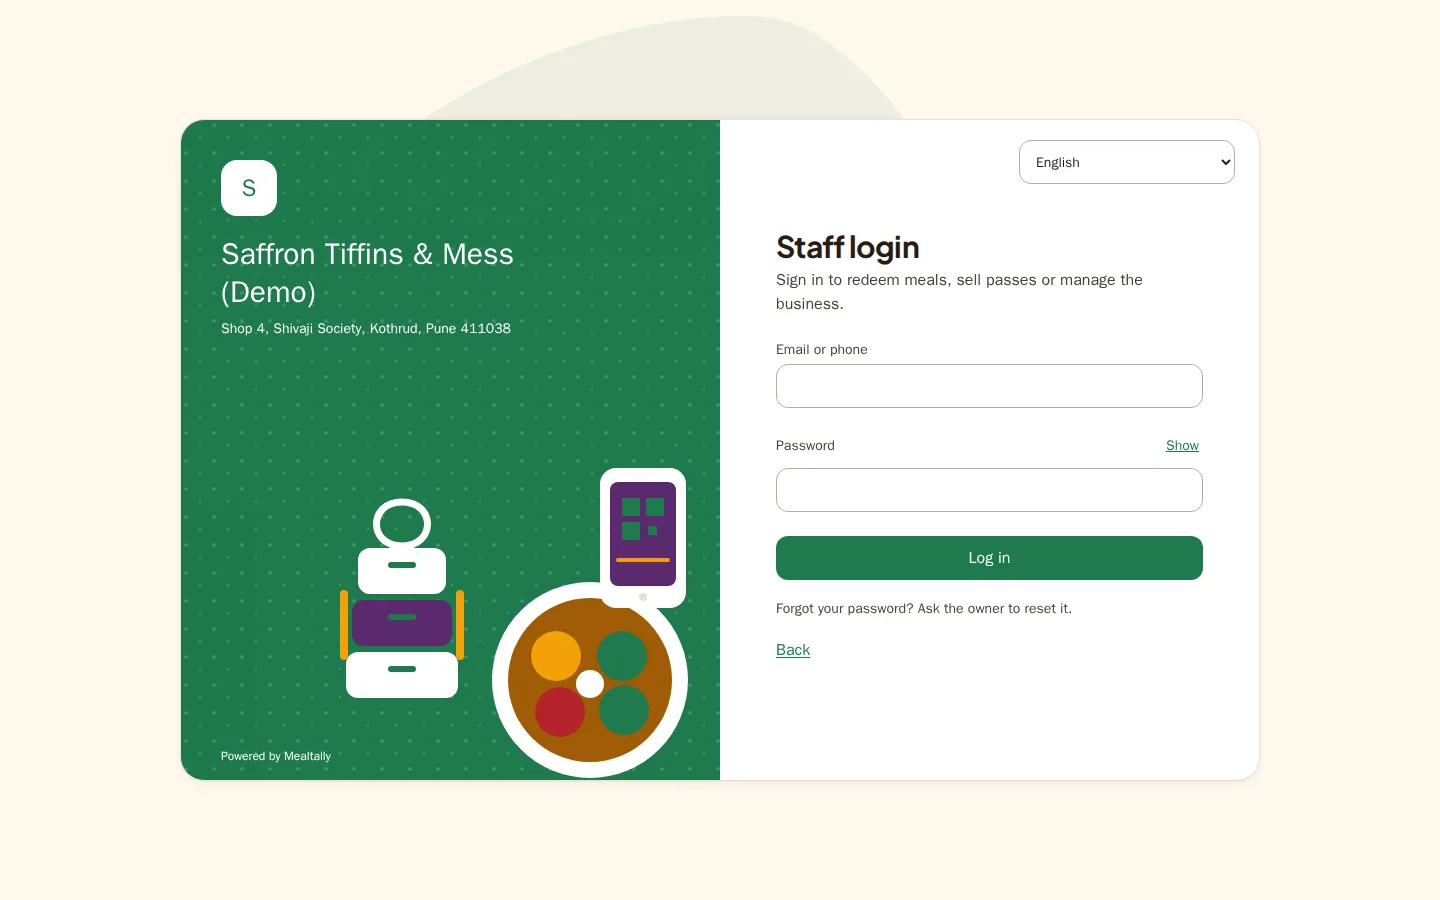 S
Saffron Tiffins & Mess
(Demo)
Shop 4, Shivaji Society, Kothrud, Pune 411038
Powered by Mealtally
English
Staff login
Sign in to redeem meals, sell passes or manage the
business.
Email or phone
Password
Show
Log in
Forgot your password? Ask the owner to reset it.
Back